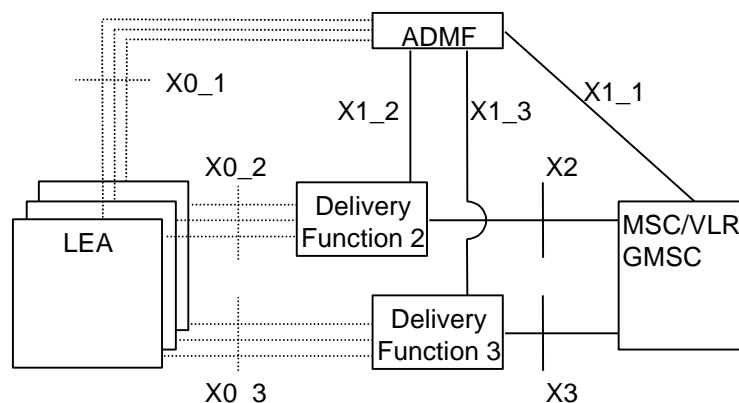 ADMF
X0_1
X1_2
X1_3
X1_1
X0_2
X2
Delivery
Function 2
MSC/VLR
GMSC
LEA
Delivery
Function 3
X0_3
X3